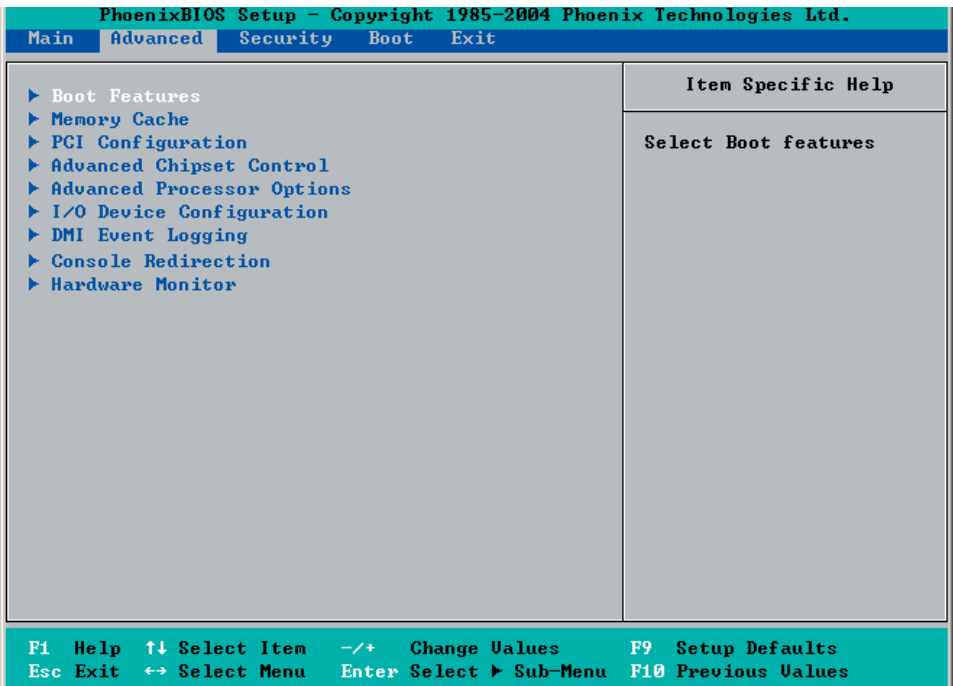 PhoenixBIOS Setup - Copyright 1985-2004 Phoenix Technologies Ltd.
Main Advanced Security Boot Exit
Item Specific Help
▶ Boot Features
▶ Memory Cache
▶ PCI Configuration
▶ Advanced Chipset Control
▶ Advanced Processor Options
▶ I/O Device Configuration
▶ DMI Event Logging
▶ Console Redirection
▶ Hardware Monitor
Select Boot features
F1 Help ↑↓ Select Item -/+ Change Values F9 Setup Defaults
Esc Exit ↔ Select Menu Enter Select ▶ Sub-Menu F10 Previous Values